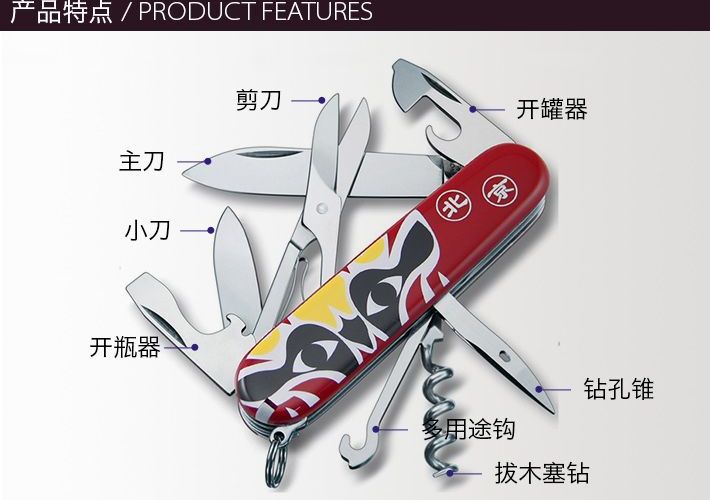 产品特点 / PRODUCT FEATURES
剪刀
开罐器
主刀
北 京
小刀
开瓶器
钻孔锥
多用途钩
拔木塞钻